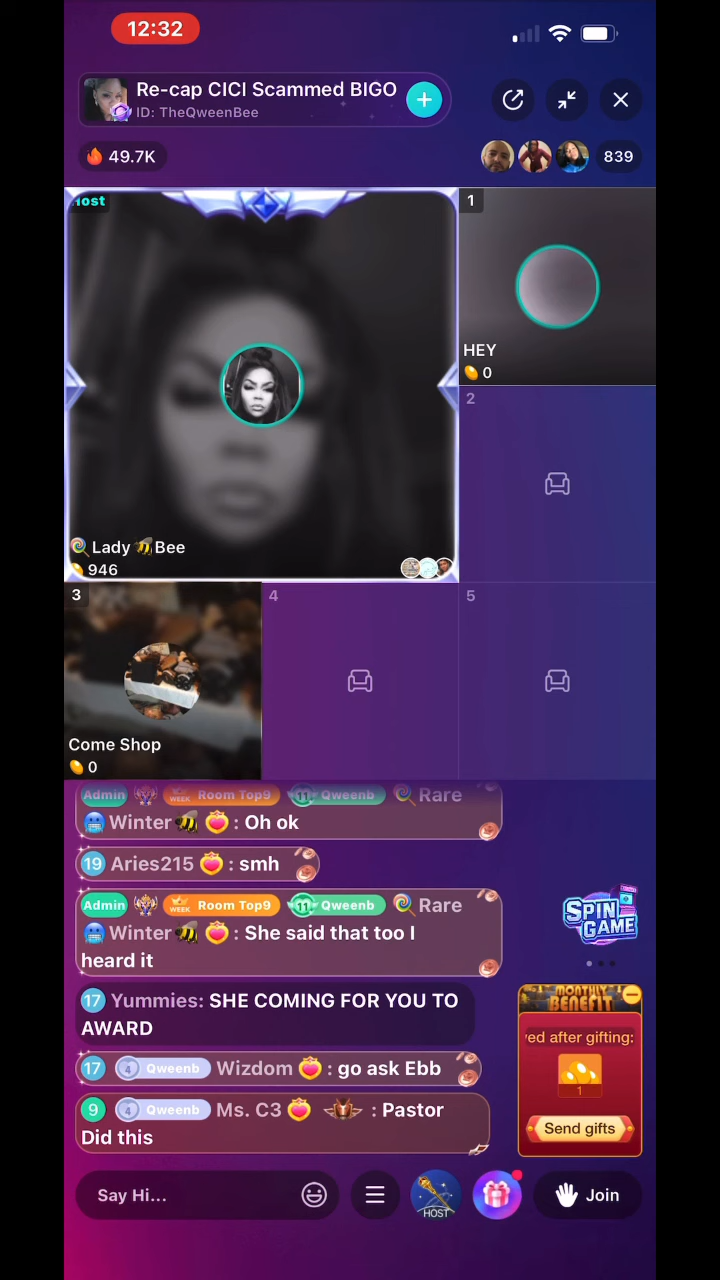 12:32
Re-cap CICI Scammed BIGO
ID: TheQweenBee
49.7K
839
Host
1
HEY
0
2
Lady Bee
946
3
4
5
Come Shop
0
Admin WEEK Room Top9 11 Qweenb Rare
Winter : Oh ok
19 Aries215 : smh
Admin WEEK Room Top9 11 Qweenb Rare
Winter : She said that too I
heard it
SPIN
GAME
17 Yummies: SHE COMING FOR YOU TO
AWARD
MONTHLY
BENEFIT
ved after gifting:
1
17 4 Qweenb Wizdom : go ask Ebb
9 4 Qweenb Ms. C3 : Pastor
Did this
Send gifts
Say Hi...
HOST
Join